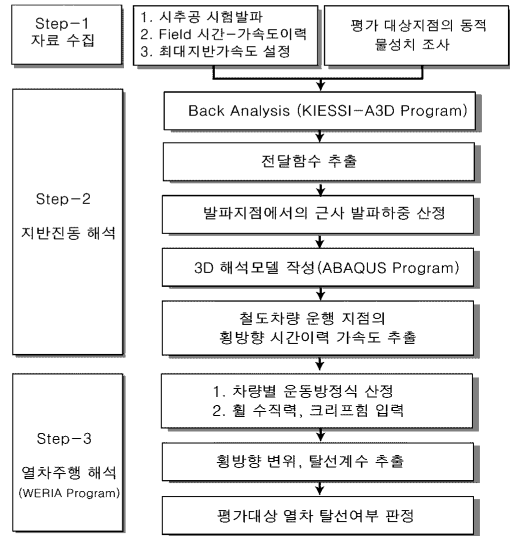 Step-1
자료 수집
1. 시추공 시험발파
2. Field 시간-가속도이력
3. 최대지반가속도 설정
평가 대상지점의 동적
물성치 조사
Step-2
지반진동 해석
Back Analysis (KIESSI-A3D Program)
전달함수 추출
발파지점에서의 근사 발파하중 산정
3D 해석모델 작성(ABAQUS Program)
철도차량 운행 지점의
횡방향 시간이력 가속도 추출
Step-3
열차주행 해석
(WERIA Program)
1. 차량별 운동방정식 산정
2. 휠 수직력, 크리프힘 입력
횡방향 변위, 탈선계수 추출
평가대상 열차 탈선여부 판정